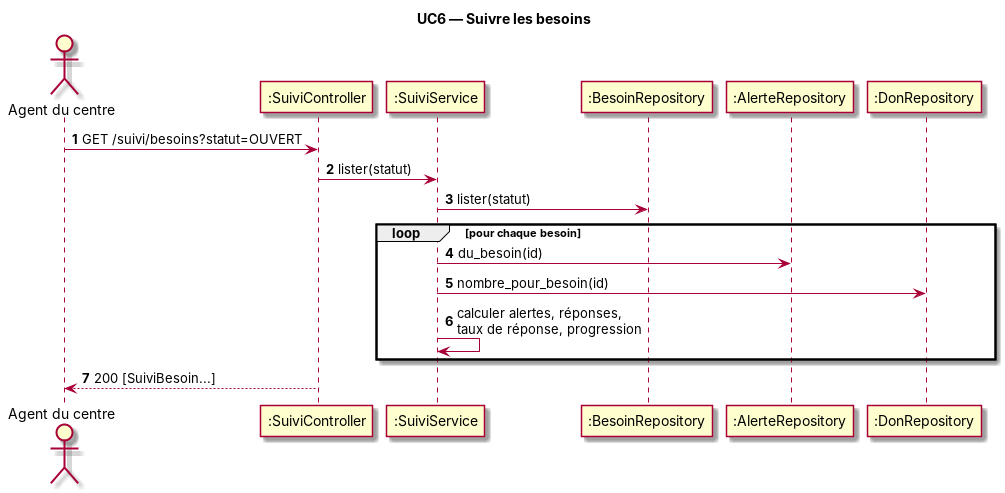 UC6 — Suivre les besoins
Agent du centre
:SuiviController
:SuiviService
:BesoinRepository
:AlerteRepository
:DonRepository
1 GET /suivi/besoins?statut=OUVERT
2 lister(statut)
3 lister(statut)
loop [pour chaque besoin]
4 du_besoin(id)
5 nombre_pour_besoin(id)
6 calculer alertes, réponses,
taux de réponse, progression
7 200 [SuiviBesoin...]
Agent du centre
:SuiviController
:SuiviService
:BesoinRepository
:AlerteRepository
:DonRepository